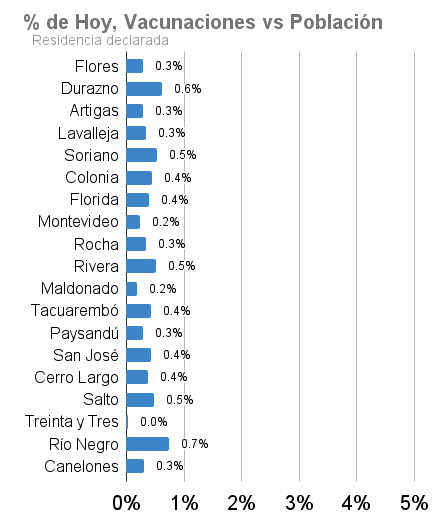 % de Hoy, Vacunaciones vs Población
Residencia declarada
Flores 0.3%
Durazno 0.6%
Artigas 0.3%
Lavalleja 0.3%
Soriano 0.5%
Colonia 0.4%
Florida 0.4%
Montevideo 0.2%
Rocha 0.3%
Rivera 0.5%
Maldonado 0.2%
Tacuarembó 0.4%
Paysandú 0.3%
San José 0.4%
Cerro Largo 0.4%
Salto 0.5%
Treinta y Tres 0.0%
Río Negro 0.7%
Canelones 0.3%
0% 1% 2% 3% 4% 5%